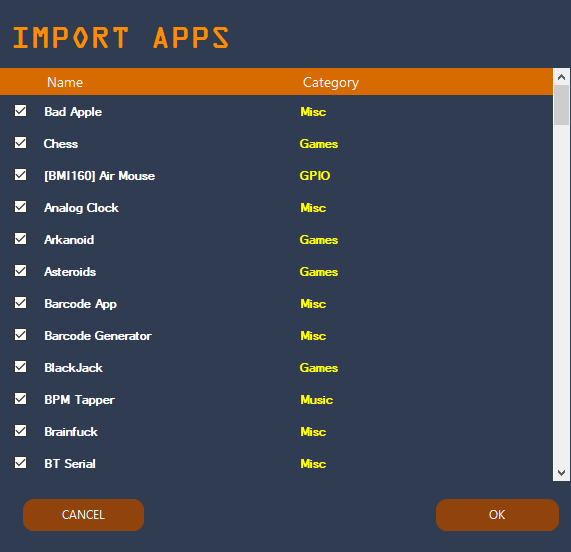 IMPORT APPS
Name Category
Bad Apple Misc
Chess Games
[BMI160] Air Mouse GPIO
Analog Clock Misc
Arkanoid Games
Asteroids Games
Barcode App Misc
Barcode Generator Misc
BlackJack Games
BPM Tapper Music
Brainfuck Misc
BT Serial Misc
CANCEL OK